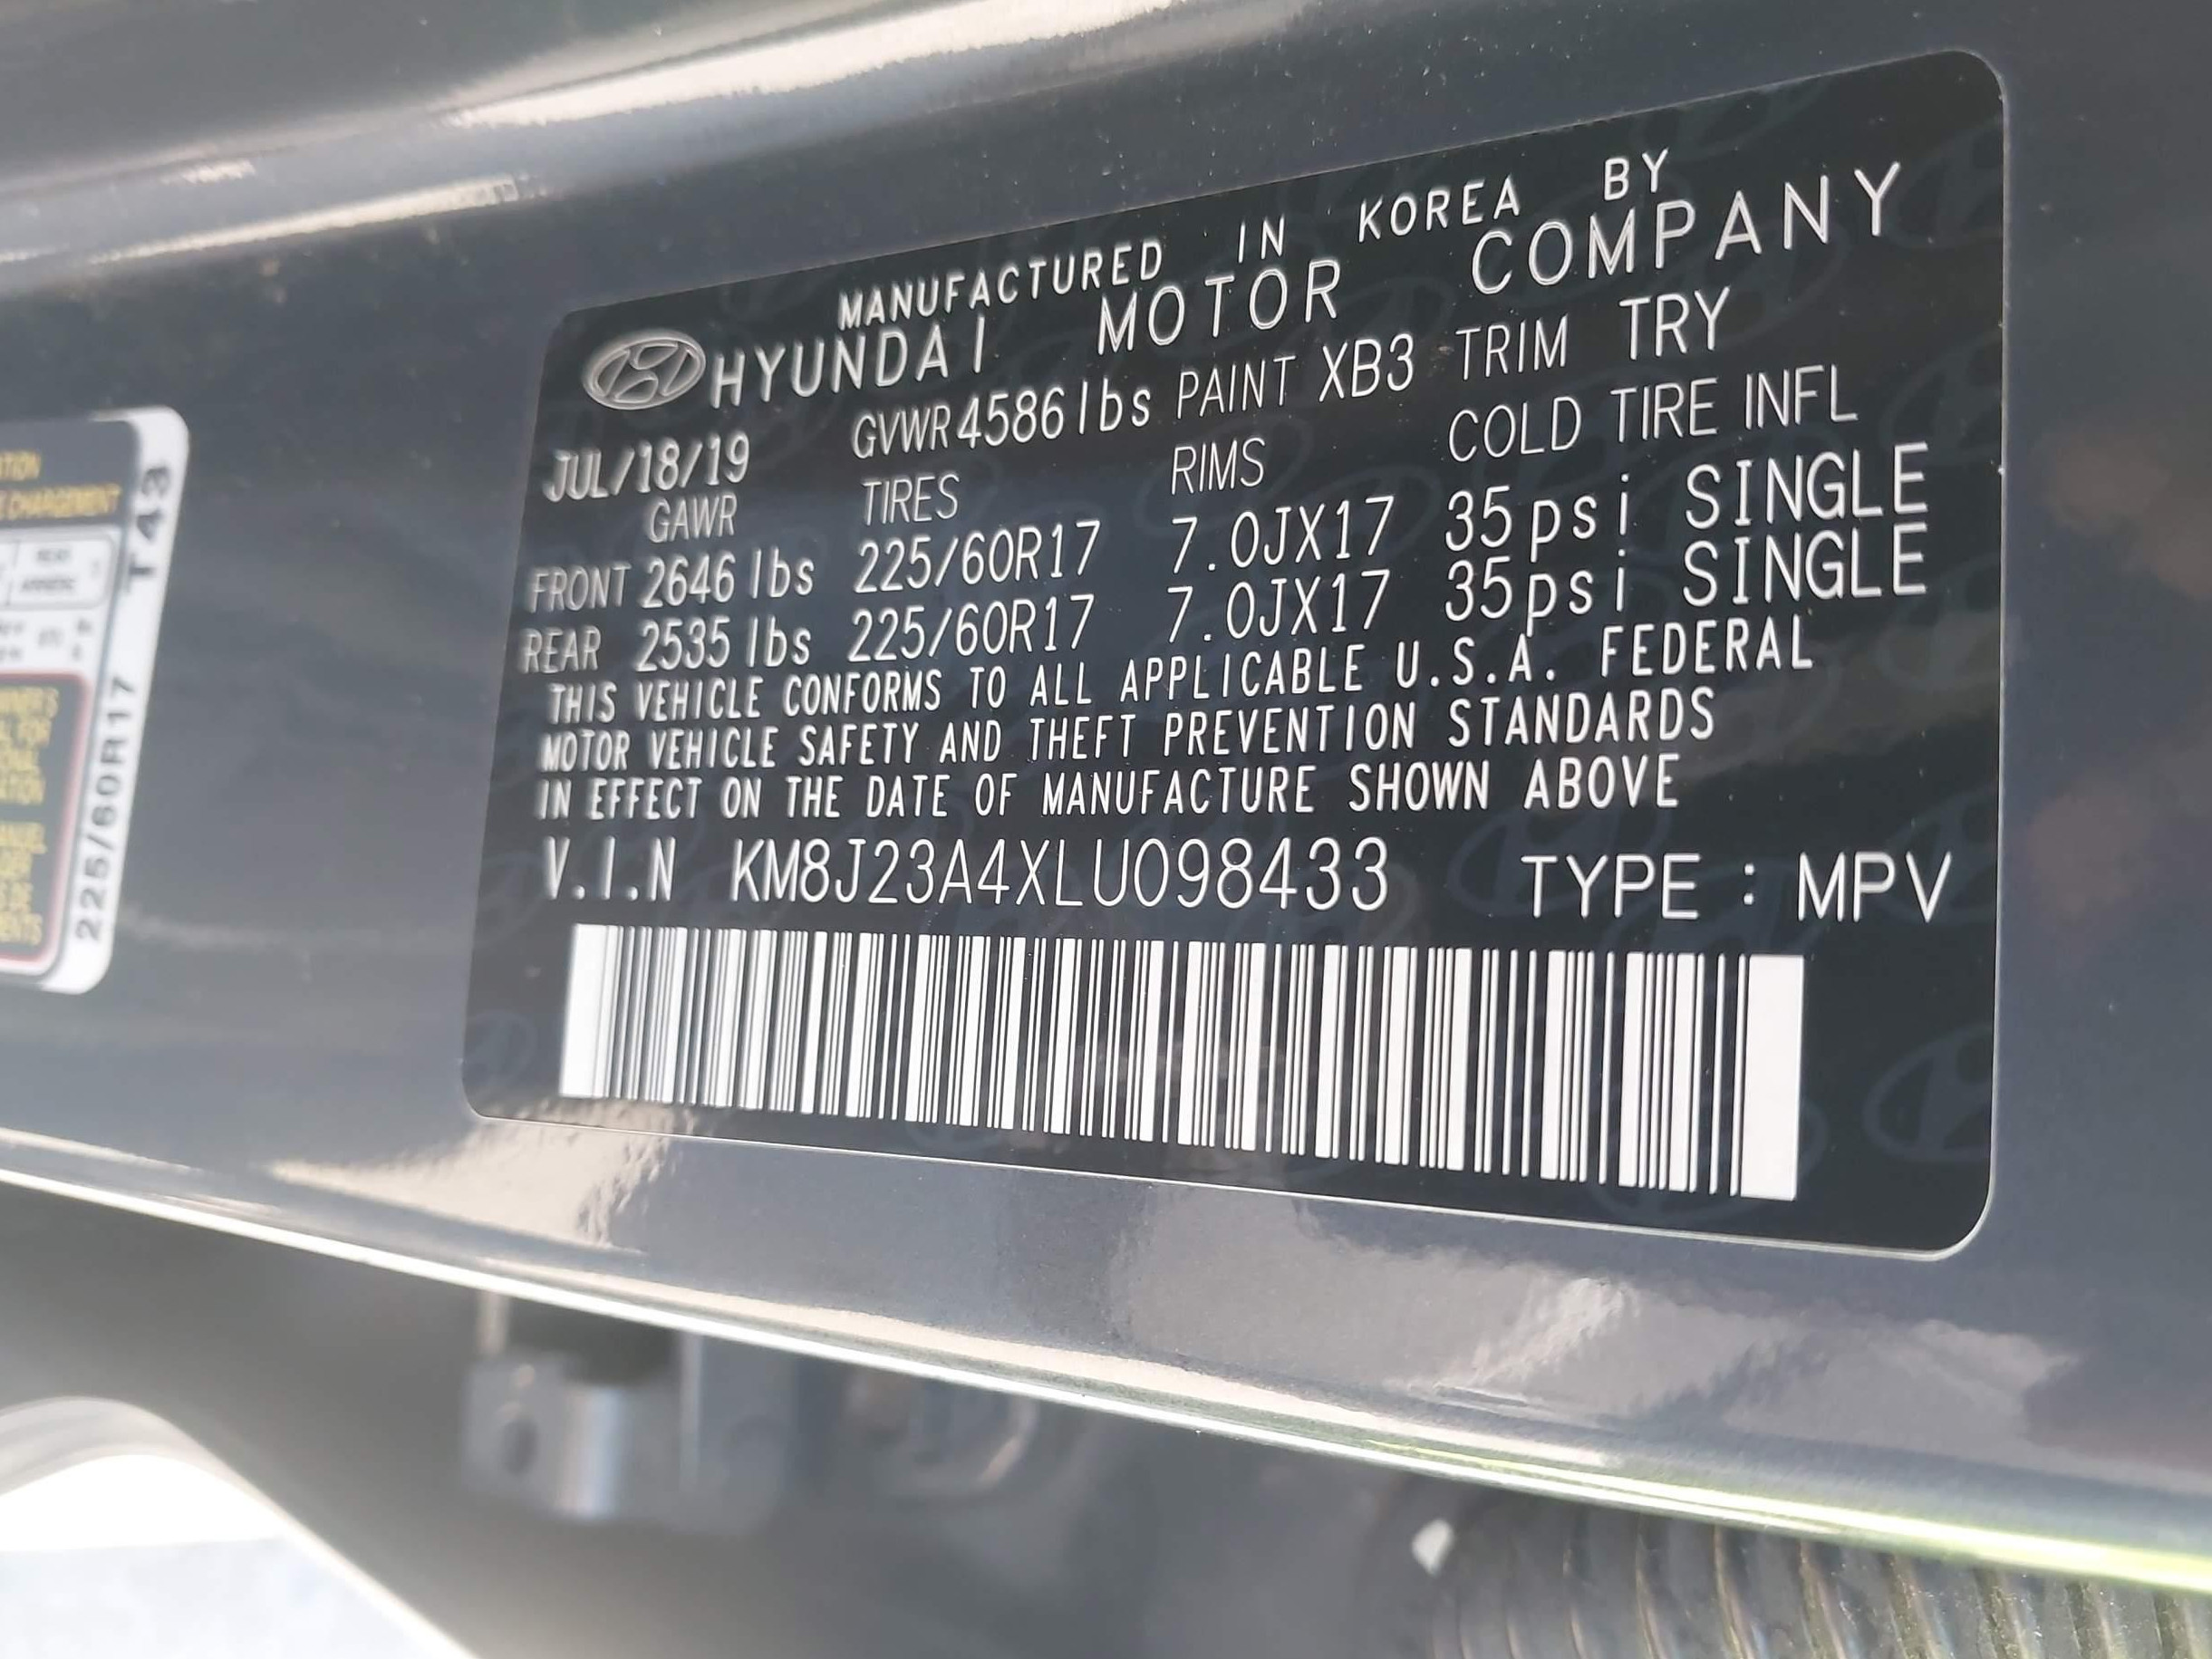 MANUFACTURED IN KOREA BY
HYUNDAI MOTOR COMPANY
JUL/18/19 GVWR 4586 lbs PAINT XB3 TRIM TRY
GAWR TIRES RIMS COLD TIRE INFL
FRONT 2646 lbs 225/60R17 7.0JX17 35psi SINGLE
REAR 2535 lbs 225/60R17 7.0JX17 35psi SINGLE
THIS VEHICLE CONFORMS TO ALL APPLICABLE U.S.A. FEDERAL
MOTOR VEHICLE SAFETY AND THEFT PREVENTION STANDARDS
IN EFFECT ON THE DATE OF MANUFACTURE SHOWN ABOVE
V.I.N KM8J23A4XLU098433 TYPE : MPV
225/60R17 T43
CHARGEMENT